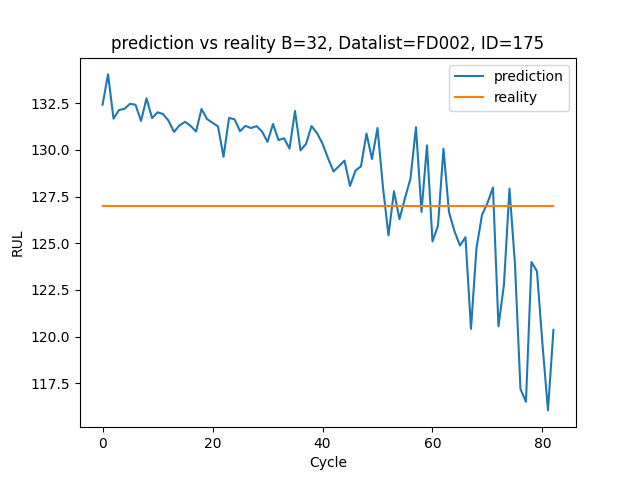 prediction vs reality B=32, Datalist=FD002, ID=175
prediction
reality
RUL
132.5
130.0
127.5
125.0
122.5
120.0
117.5
0 20 40 60 80
Cycle